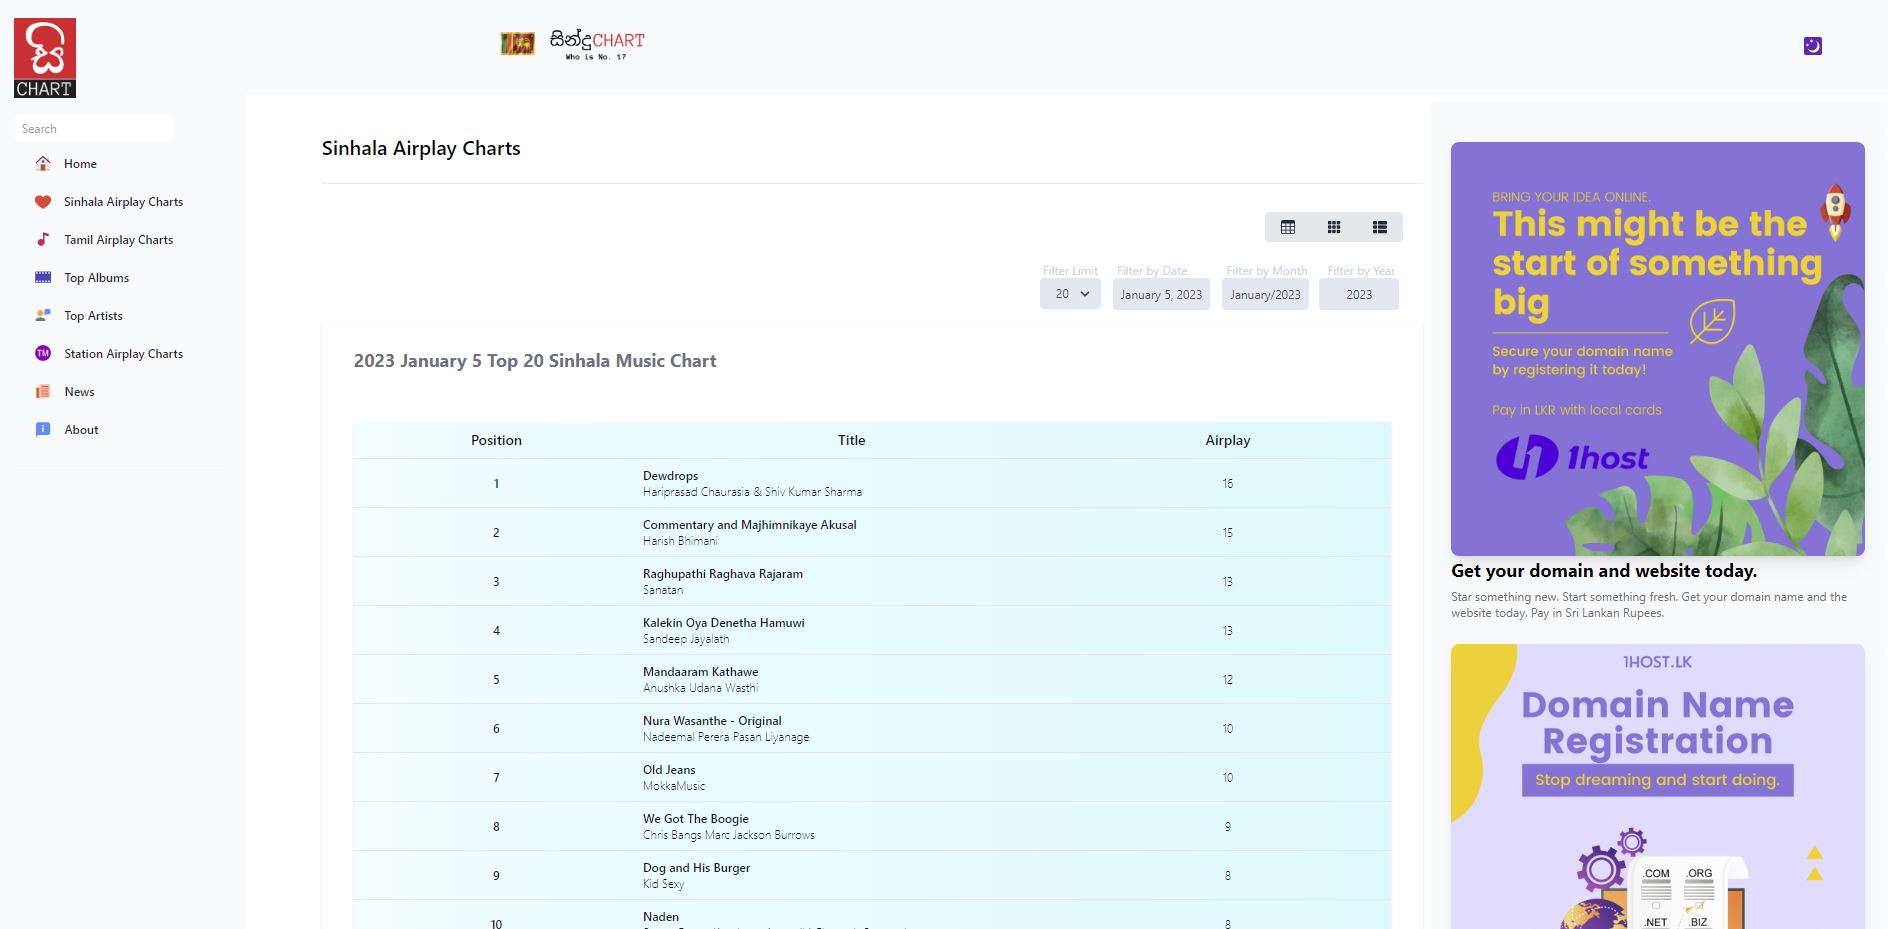 සි
CHART
සින්දුCHART
Who is No. 1?
Search
Home
Sinhala Airplay Charts
Tamil Airplay Charts
Top Albums
Top Artists
TM
Station Airplay Charts
News
About
Sinhala Airplay Charts
Filter Limit
Filter by Date
Filter by Month
Filter by Year
20
January 5, 2023
January/2023
2023
2023 January 5 Top 20 Sinhala Music Chart
Position Title Airplay
1
Dewdrops
Hariprasad Chaurasia & Shiv Kumar Sharma
16
2
Commentary and Majhimnikaye Akusal
Harish Bhimani
15
3
Raghupathi Raghava Rajaram
Sanatan
13
4
Kalekin Oya Denetha Hamuwi
Sandeep Jayalath
13
5
Mandaaram Kathawe
Anushka Udana Wasthi
12
6
Nura Wasanthe - Original
Nadeemal Perera Pasan Liyanage
10
7
Old Jeans
MokkaMusic
10
8
We Got The Boogie
Chris Bangs Marc Jackson Burrows
9
9
Dog and His Burger
Kid Sexy
8
10
Naden
8
BRING YOUR IDEA ONLINE.
This might be the
start of something
big
Secure your domain name
by registering it today!
Pay in LKR with local cards
1host
Get your domain and website today.
Star something new. Start something fresh. Get your domain name and the
website today. Pay in Sri Lankan Rupees.
1HOST.LK
Domain Name
Registration
Stop dreaming and start doing.
.COM .ORG
.NET .BIZ